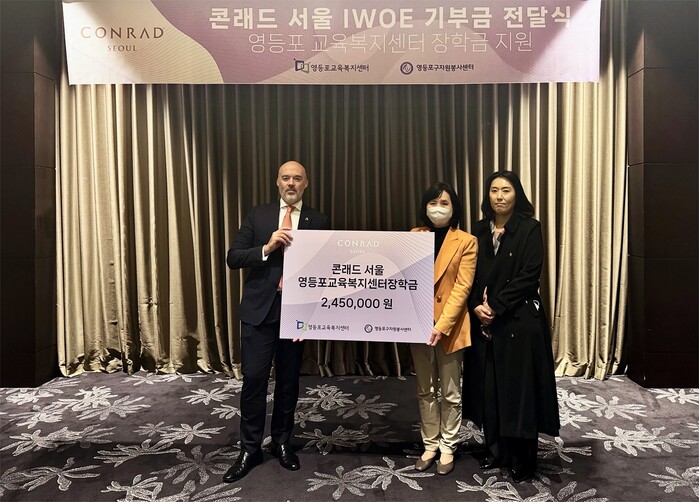 CONRAD
SEOUL
콘래드 서울 IWOE 기부금 전달식
영등포 교육복지센터 장학금 지원
영등포교육복지센터 영등포구자원봉사센터
CONRAD
SEOUL
콘래드 서울
영등포교육복지센터장학금
2,450,000 원
영등포교육복지센터 영등포구자원봉사센터